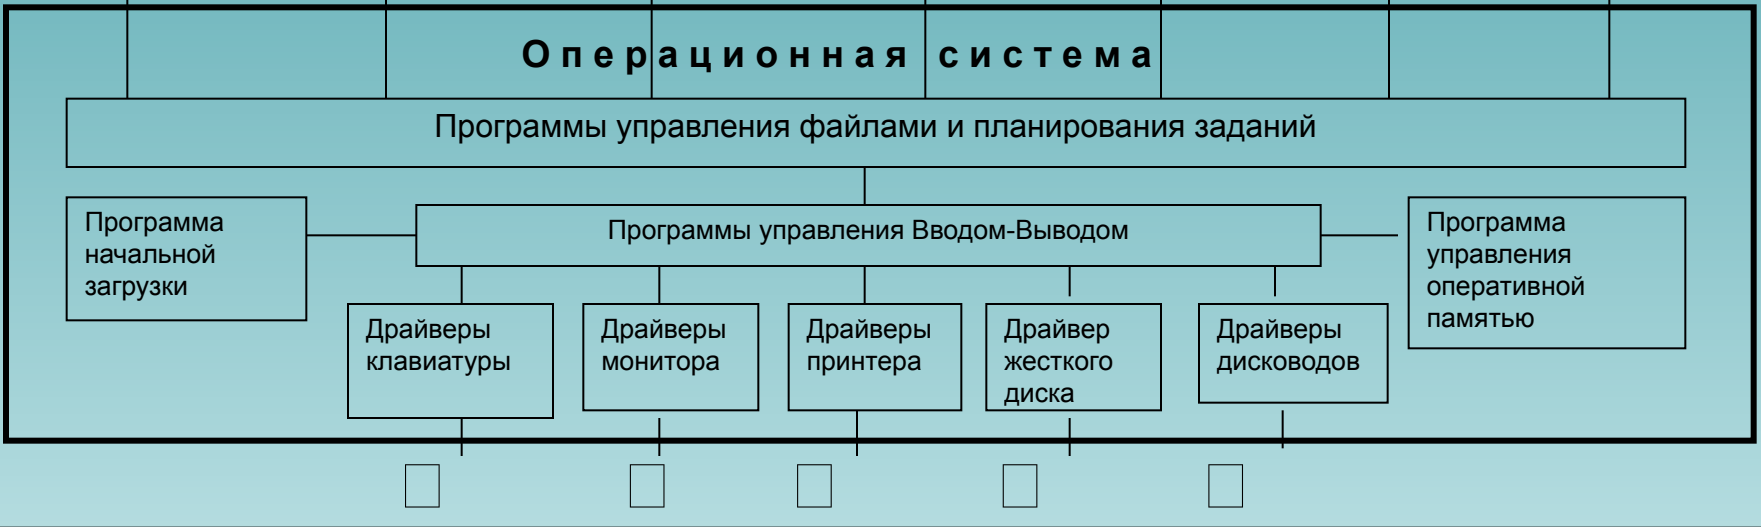 Операционная система
Программы управления файлами и планирования заданий
Программа
начальной
загрузки
Программы управления Вводом-Выводом
Программа
управления
оперативной
памятью
Драйверы
клавиатуры
Драйверы
монитора
Драйверы
принтера
Драйвер
жесткого
диска
Драйверы
дисководов